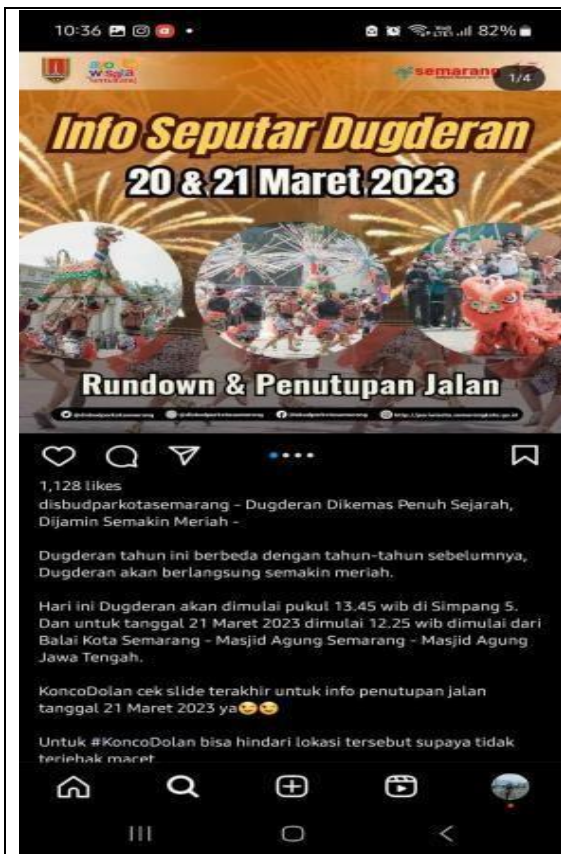 10:36
82%
semarang
1/4
Info Seputar Dugderan
20 & 21 Maret 2023
Rundown & Penutupan Jalan
@disbudparkotasemarang @disbudparkotasemarang @disbudparkotasemarang
1,128 likes
disbudparkotasemarang - Dugderan Dikemas Penuh Sejarah,
Dijamin Semakin Meriah -
Dugderan tahun ini berbeda dengan tahun-tahun sebelumnya,
Dugderan akan berlangsung semakin meriah.
Hari ini Dugderan akan dimulai pukul 13.45 wib di Simpang 5.
Dan untuk tanggal 21 Maret 2023 dimulai 12.25 wib dimulai dari
Balai Kota Semarang - Masjid Agung Semarang - Masjid Agung
Jawa Tengah.
KoncoDolan cek slide terakhir untuk info penutupan jalan
tanggal 21 Maret 2023 ya😉😉
Untuk #KoncoDolan bisa hindari lokasi tersebut supaya tidak
terjebak macet